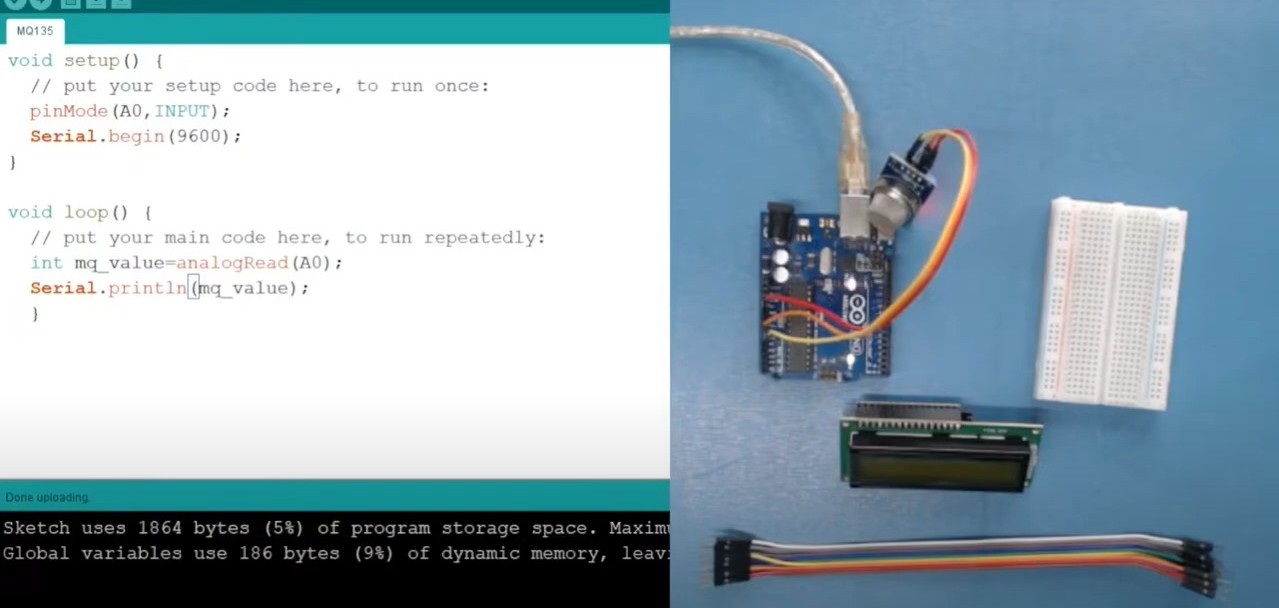 MQ135
void setup() {
// put your setup code here, to run once:
pinMode(A0,INPUT);
Serial.begin(9600);
}
void loop() {
// put your main code here, to run repeatedly:
int mq_value=analogRead(A0);
Serial.println(mq_value);
}
Done uploading.
Sketch uses 1864 bytes (5%) of program storage space. Maximu
Global variables use 186 bytes (9%) of dynamic memory, leavi